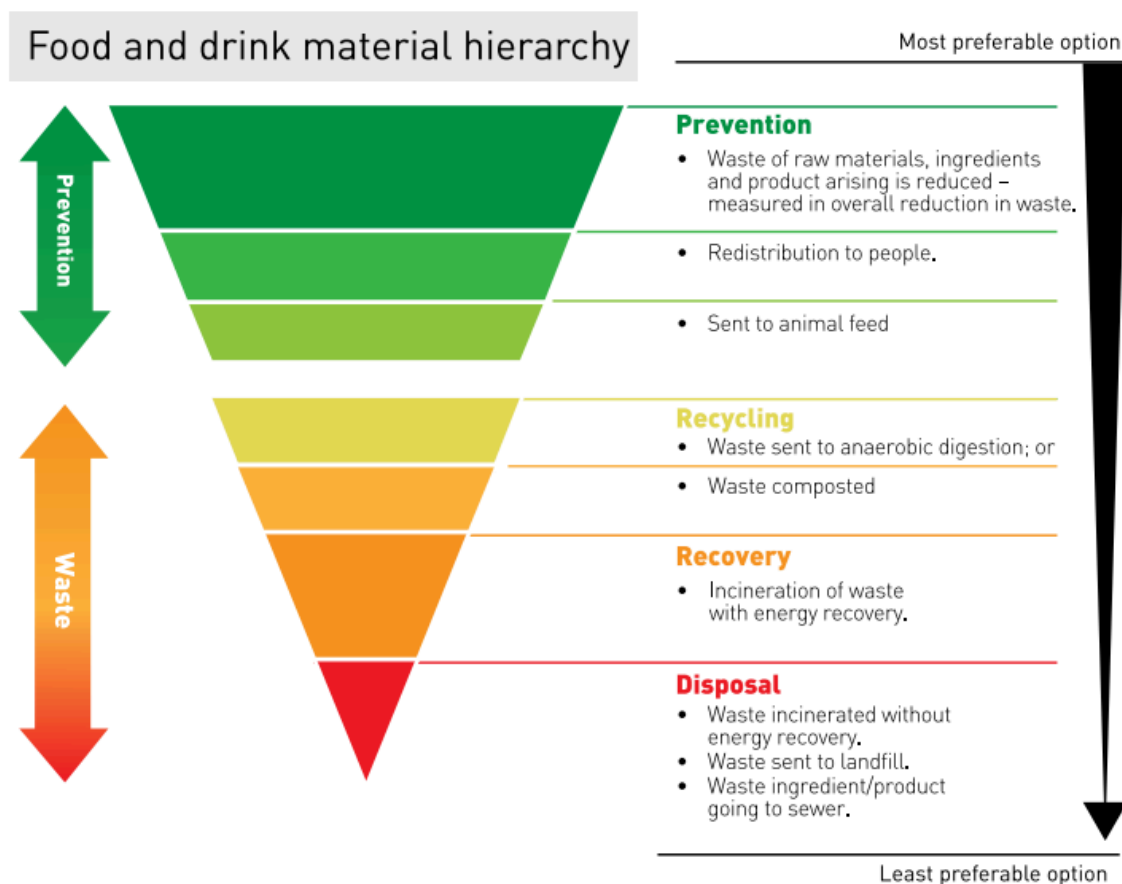 Food and drink material hierarchy
Most preferable option
Prevention
Prevention
• Waste of raw materials, ingredients
and product arising is reduced –
measured in overall reduction in waste.
• Redistribution to people.
• Sent to animal feed
Waste
Recycling
• Waste sent to anaerobic digestion; or
• Waste composted
Recovery
• Incineration of waste
with energy recovery.
Disposal
• Waste incinerated without
energy recovery.
• Waste sent to landfill.
• Waste ingredient/product
going to sewer.
Least preferable option